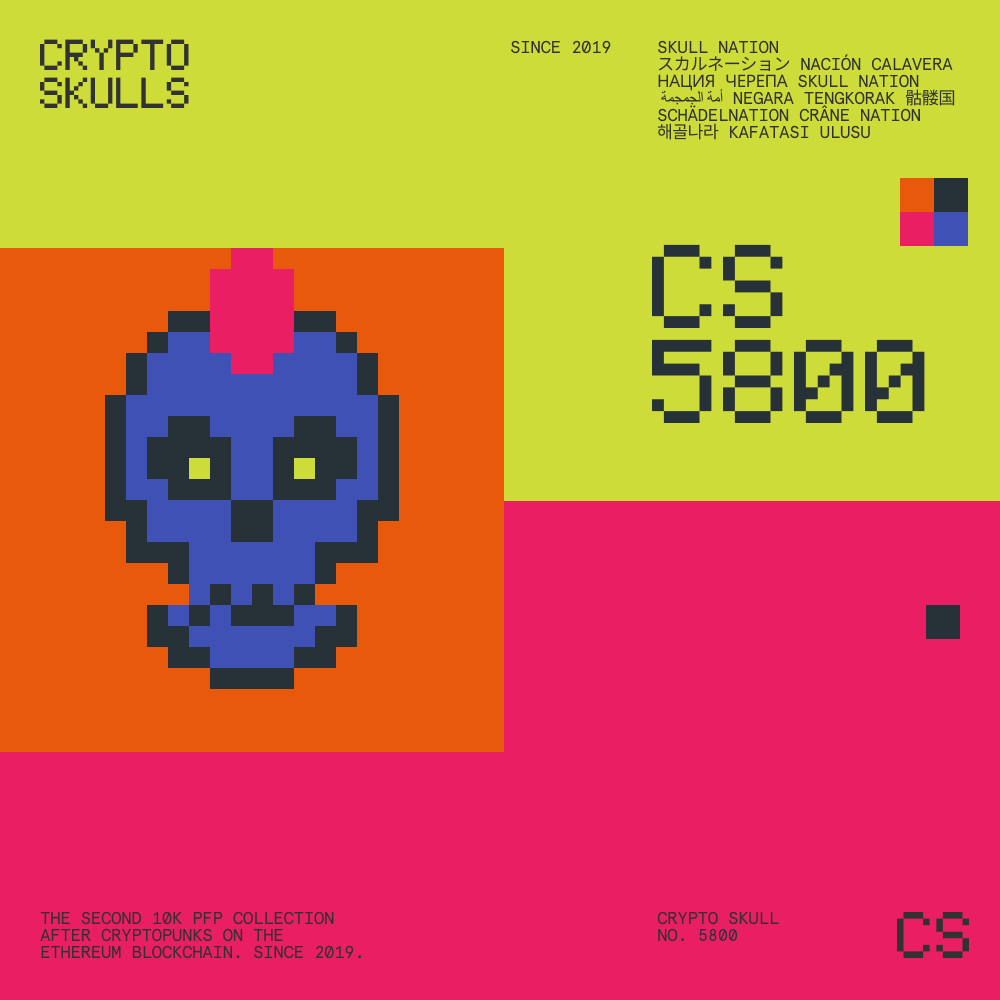 CRYPTO
SKULLS
SINCE 2019
SKULL NATION
スカルネーション NACIÓN CALAVERA
НАЦИЯ ЧЕРЕПА SKULL NATION
أمة الجمجمة NEGARA TENGKORAK 骷髅国
SCHÄDELNATION CRÂNE NATION
해골나라 KAFATASI ULUSU
CS
5800
THE SECOND 10K PFP COLLECTION
AFTER CRYPTOPUNKS ON THE
ETHEREUM BLOCKCHAIN. SINCE 2019.
CRYPTO SKULL
NO. 5800
CS